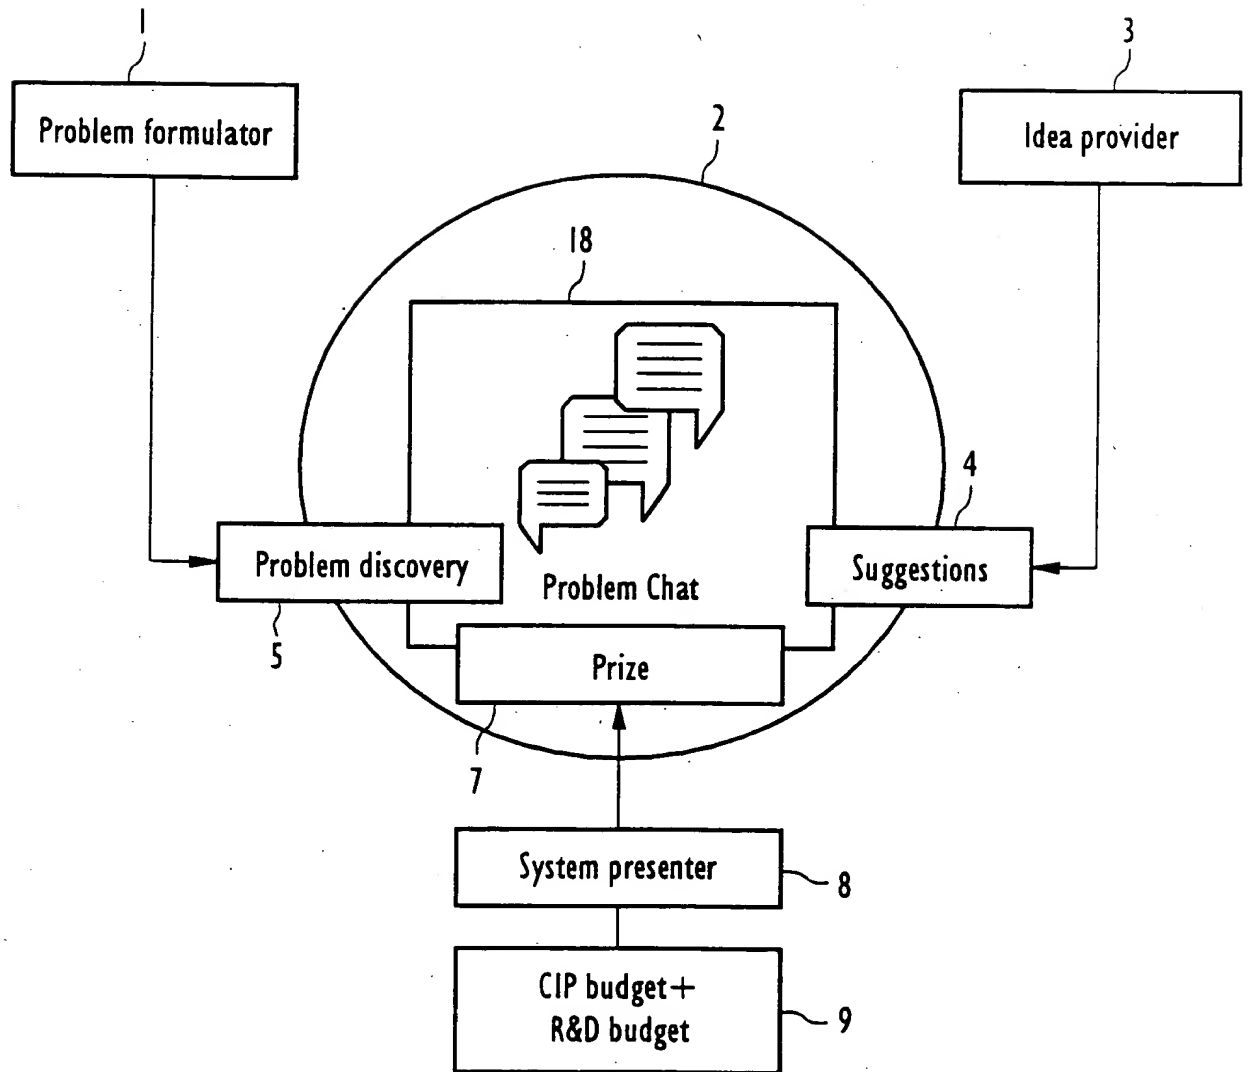 1
3
Problem formulator
Idea provider
2
18
4
Problem discovery
Suggestions
Problem Chat
5
Prize
7
System presenter
8
CIP budget+
R&D budget
9